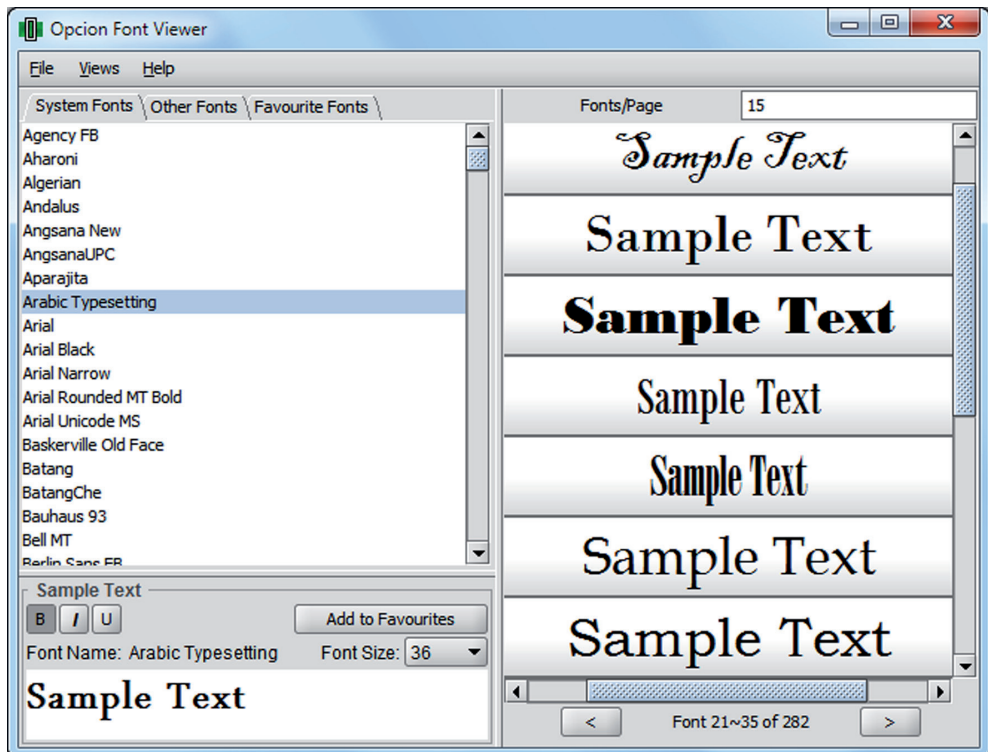 Opcion Font Viewer
File Views Help
System Fonts Other Fonts Favourite Fonts
Agency FB
Aharoni
Algerian
Andalus
Angsana New
AngsanaUPC
Aparajita
Arabic Typesetting
Arial
Arial Black
Arial Narrow
Arial Rounded MT Bold
Arial Unicode MS
Baskerville Old Face
Batang
BatangChe
Bauhaus 93
Bell MT
Berlin Sans FB
Sample Text
B I U Add to Favourites
Font Name: Arabic Typesetting Font Size: 36
Sample Text
Fonts/Page 15
Sample Text
Sample Text
Sample Text
Sample Text
Sample Text
Sample Text
Sample Text
< Font 21~35 of 282 >